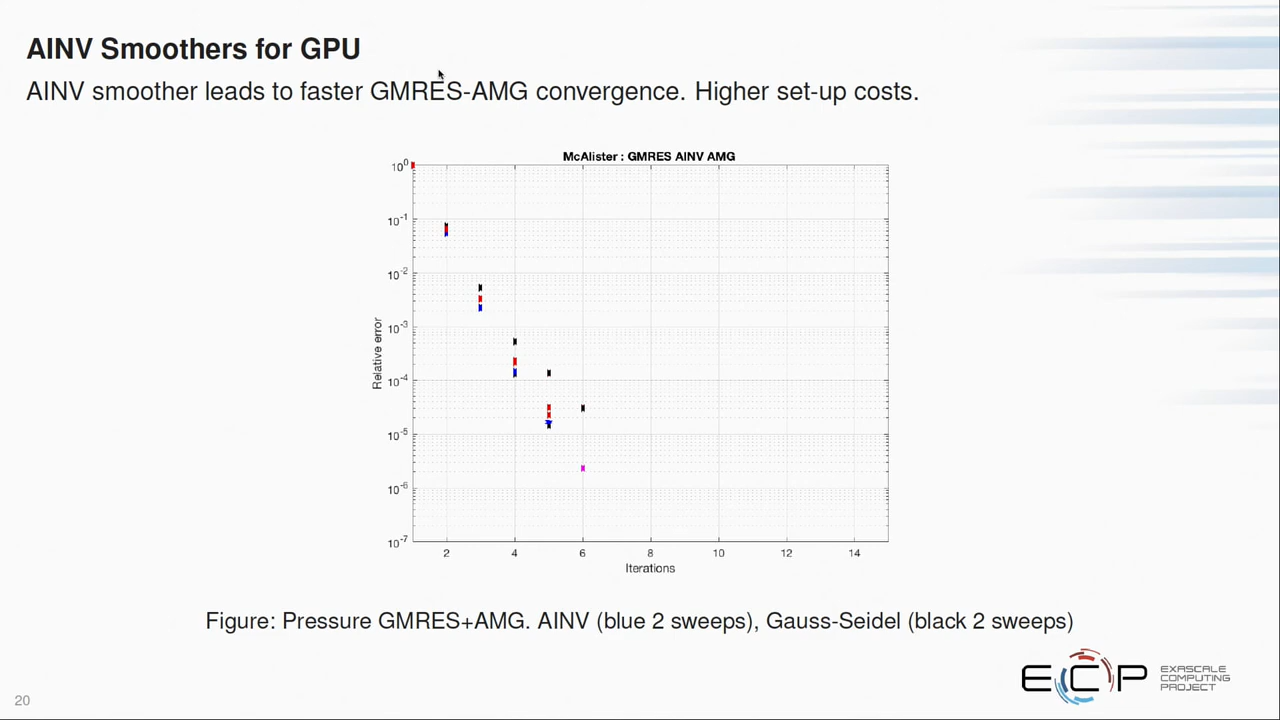 AINV Smoothers for GPU
AINV smoother leads to faster GMRES-AMG convergence. Higher set-up costs.
McAlister : GMRES AINV AMG
10^0
10^-1
10^-2
10^-3
10^-4
10^-5
10^-6
10^-7
Relative error
2 4 6 8 10 12 14
Iterations
Figure: Pressure GMRES+AMG. AINV (blue 2 sweeps), Gauss-Seidel (black 2 sweeps)
ECP
EXASCALE
COMPUTING
PROJECT
20